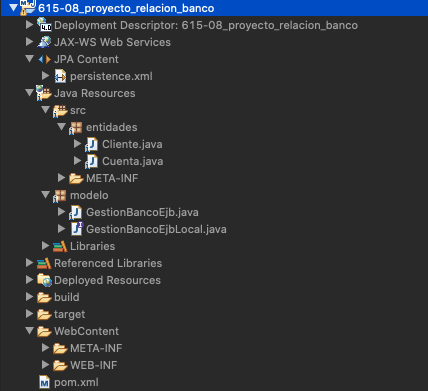 615-08_proyecto_relacion_banco
Deployment Descriptor: 615-08_proyecto_relacion_banco
JAX-WS Web Services
JPA Content
persistence.xml
Java Resources
src
entidades
Cliente.java
Cuenta.java
META-INF
modelo
GestionBancoEjb.java
GestionBancoEjbLocal.java
Libraries
Referenced Libraries
Deployed Resources
build
target
WebContent
META-INF
WEB-INF
pom.xml